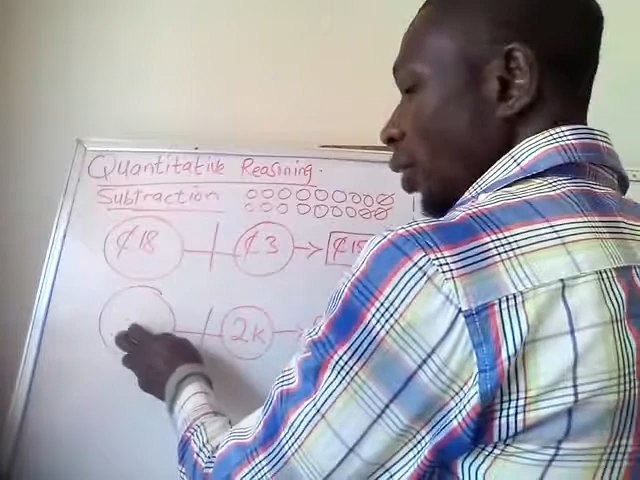 Quantitative Reasoning.
Subtraction
₵18 ₵3 ₵15
2k